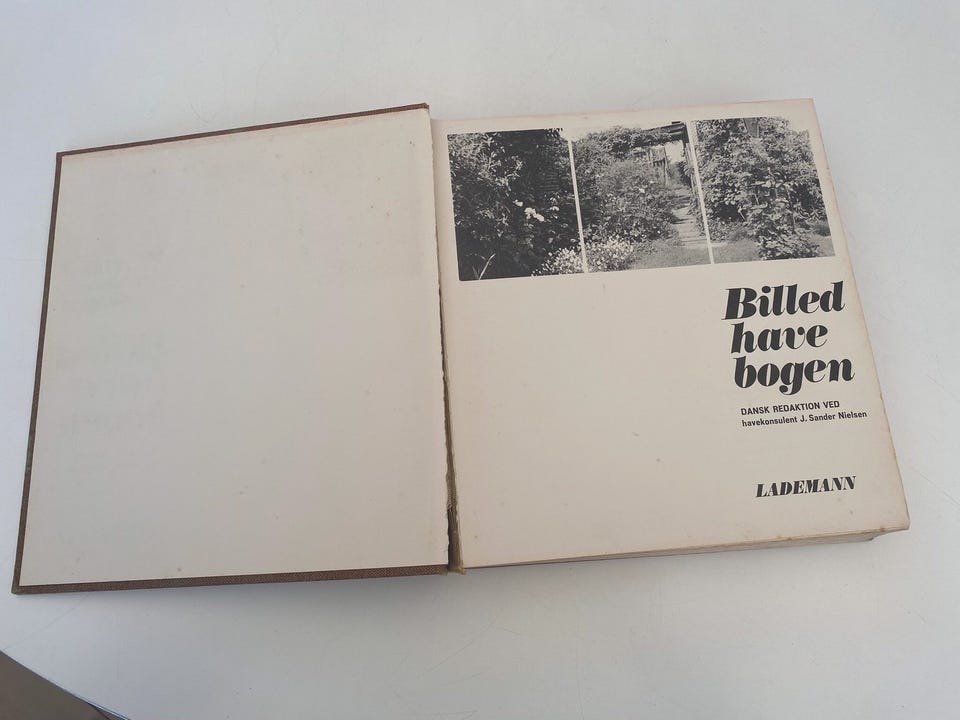 Billed
have
bogen
DANSK REDAKTION VED
havekonsulent J. Sander Nielsen
LADEMANN